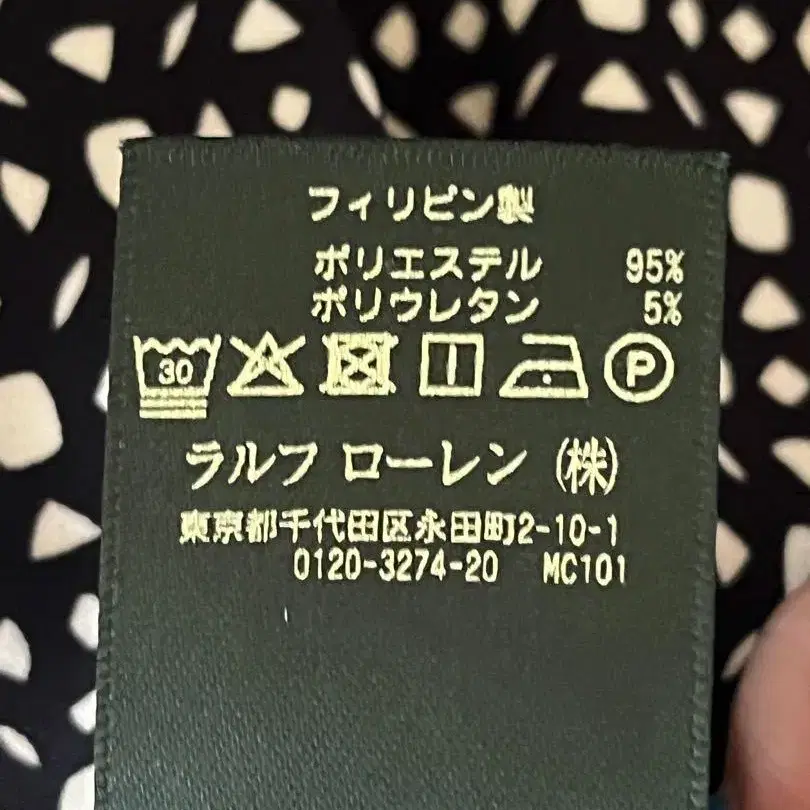 フィリピン製
ポリエステル 95%
ポリウレタン 5%
30 P
ラルフ ローレン (株)
東京都千代田区永田町2-10-1
0120-3274-20 MC101